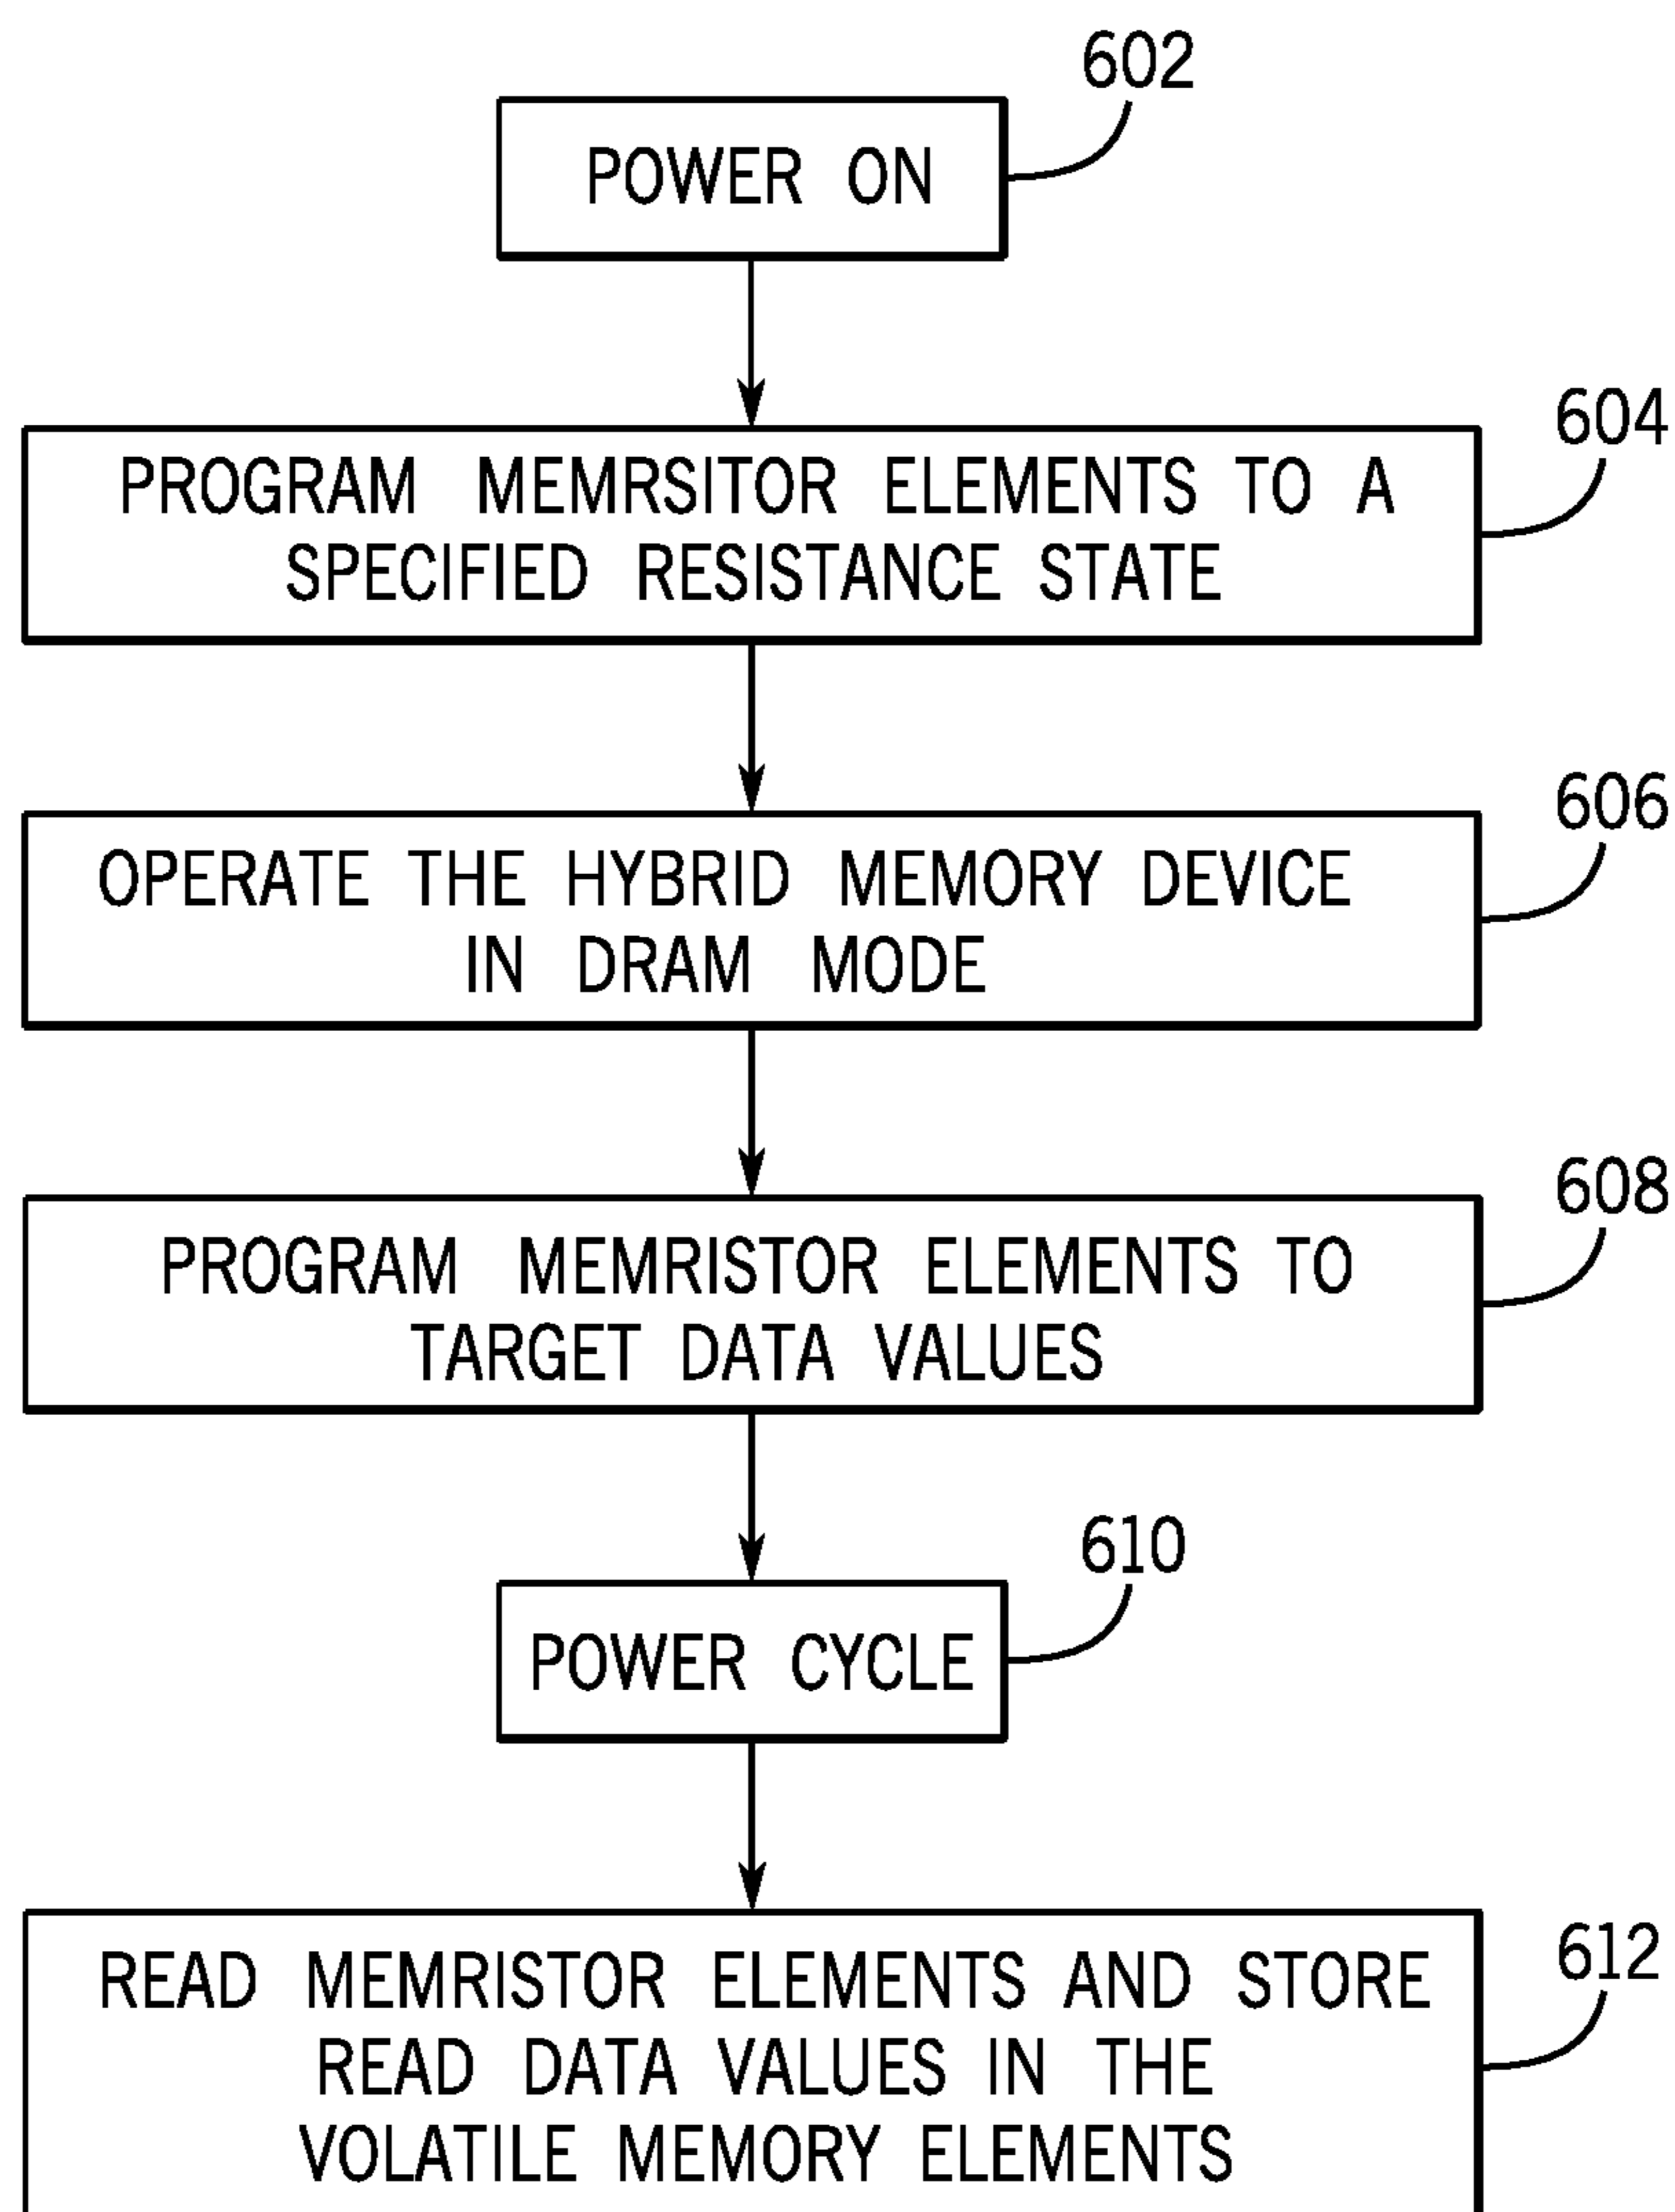 602
POWER ON
604
PROGRAM MEMRSITOR ELEMENTS TO A
SPECIFIED RESISTANCE STATE
606
OPERATE THE HYBRID MEMORY DEVICE
IN DRAM MODE
608
PROGRAM MEMRISTOR ELEMENTS TO
TARGET DATA VALUES
610
POWER CYCLE
612
READ MEMRISTOR ELEMENTS AND STORE
READ DATA VALUES IN THE
VOLATILE MEMORY ELEMENTS